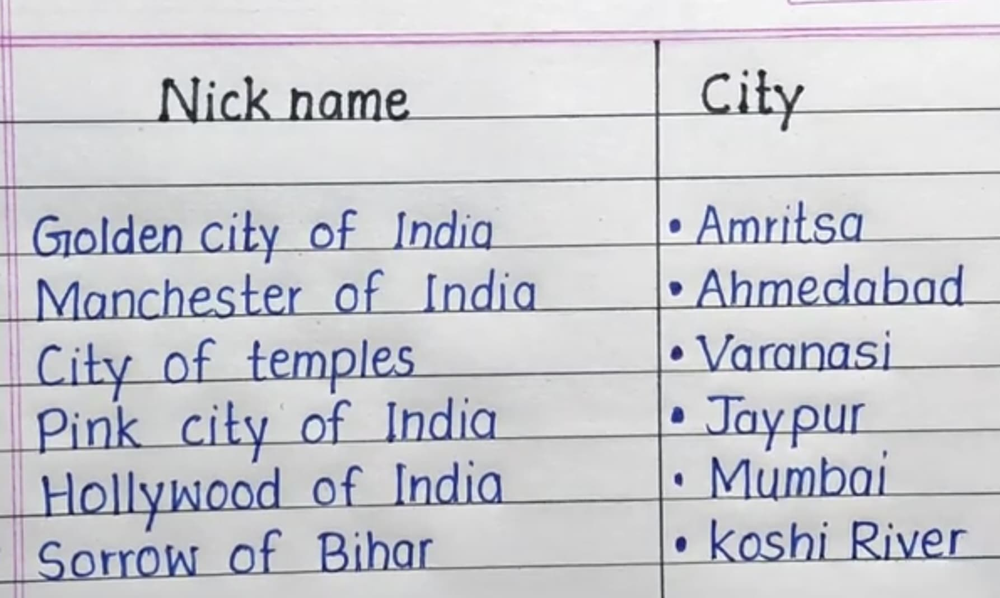 Nick name City
Golden city of India • Amritsa
Manchester of India • Ahmedabad
City of temples • Varanasi
Pink city of India • Jaypur
Hollywood of India • Mumbai
Sorrow of Bihar • Koshi River